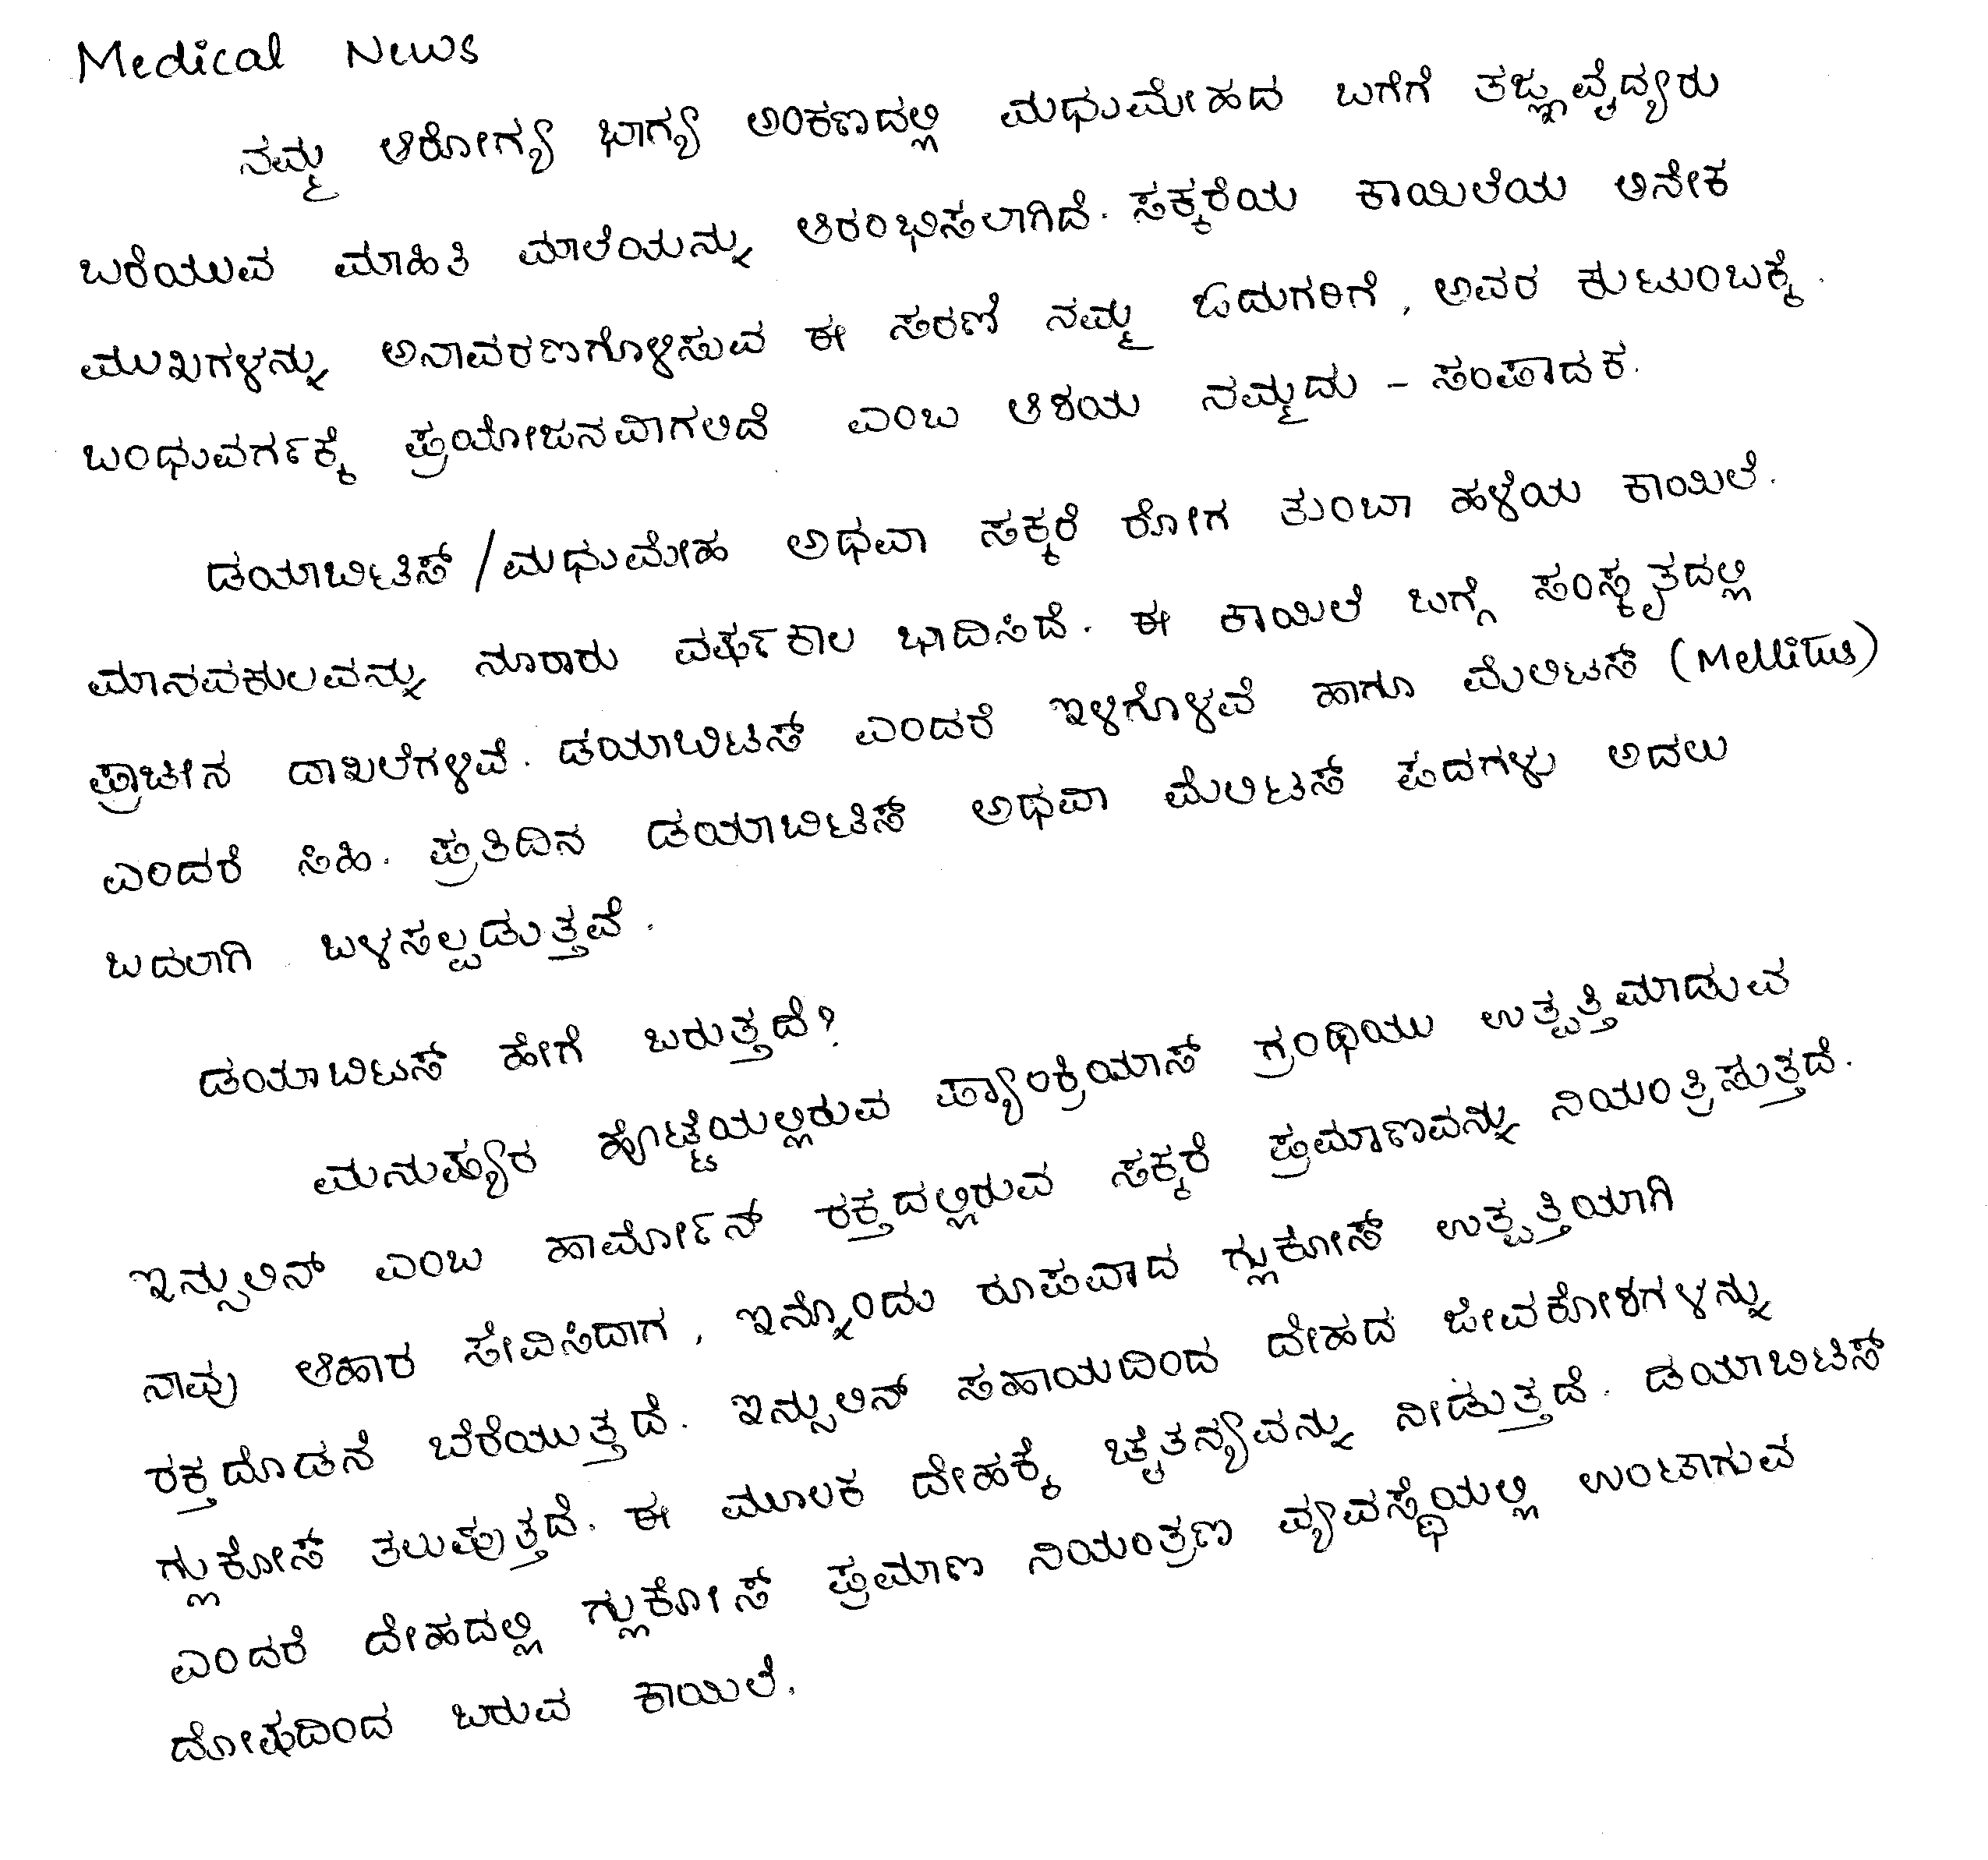 Medical News
ನಮ್ಮ ಆರೋಗ್ಯ ಭಾಗ್ಯ ಅಂಕಣದಲ್ಲಿ ಮಧುಮೇಹದ ಬಗೆಗೆ ತಜ್ಞವೈದ್ಯರು
ಬರೆಯುವ ಮಾಹಿತಿ ಮಾಲೆಯನ್ನು ಆರಂಭಿಸಲಾಗಿದೆ. ಸಕ್ಕರೆಯ ಕಾಯಿಲೆಯ ಅನೇಕ
ಮುಖಗಳನ್ನು ಅನಾವರಣಗೊಳಿಸುವ ಈ ಸರಣಿ ನಮ್ಮ ಓದುಗರಿಗೆ, ಅವರ ಕುಟುಂಬಕ್ಕೆ.
ಬಂಧುವರ್ಗಕ್ಕೆ ಪ್ರಯೋಜನವಾಗಲಿದೆ ಎಂಬ ಆಶಯ ನಮ್ಮದು - ಸಂಪಾದಕ.
ಡಯಾಬಿಟಿಸ್ / ಮಧುಮೇಹ ಅಥವಾ ಸಕ್ಕರೆ ರೋಗ ತುಂಬಾ ಹಳೆಯ ಕಾಯಿಲೆ.
ಮಾನವಕುಲವನ್ನು ನೂರಾರು ವರ್ಷಕಾಲ ಭಾದಿಸಿದೆ. ಈ ಕಾಯಿಲೆ ಬಗ್ಗೆ ಸಂಸ್ಕೃತದಲ್ಲಿ
ಪ್ರಾಚೀನ ದಾಖಲೆಗಳಿವೆ. ಡಯಾಬಿಟಸ್ ಎಂದರೆ ಇಳಿಗೊಳವೆ ಹಾಗೂ ಮೆಲಿಟಸ್ (Mellitus)
ಎಂದರೆ ಸಿಹಿ. ಪ್ರತಿದಿನ ಡಯಾಬಿಟಿಸ್ ಅಥವಾ ಮೆಲಿಟಸ್ ಪದಗಳು ಅದಲು
ಬದಲಾಗಿ ಬಳಸಲ್ಪಡುತ್ತವೆ.
ಡಯಾಬಿಟಸ್ ಹೇಗೆ ಬರುತ್ತದೆ?
ಮನುಷ್ಯರ ಹೊಟ್ಟೆಯಲ್ಲಿರುವ ಪ್ಯಾಂಕ್ರಿಯಾಸ್ ಗ್ರಂಥಿಯು ಉತ್ಪತ್ತಿಮಾಡುವ
ಇನ್ಸುಲಿನ್ ಎಂಬ ಹಾರ್ಮೋನ್ ರಕ್ತದಲ್ಲಿರುವ ಸಕ್ಕರೆ ಪ್ರಮಾಣವನ್ನು ನಿಯಂತ್ರಿಸುತ್ತದೆ.
ನಾವು ಆಹಾರ ಸೇವಿಸಿದಾಗ, ಇನ್ನೊಂದು ರೂಪವಾದ ಗ್ಲುಕೋಸ್ ಉತ್ಪತ್ತಿಯಾಗಿ
ರಕ್ತದೊಡನೆ ಬೆರೆಯುತ್ತದೆ. ಇನ್ಸುಲಿನ್ ಸಹಾಯದಿಂದ ದೇಹದ ಜೀವಕೋಶಗಳನ್ನು
ಗ್ಲುಕೋಸ್ ತಲುಪುತ್ತದೆ. ಈ ಮೂಲಕ ದೇಹಕ್ಕೆ ಚೈತನ್ಯವನ್ನು ನೀಡುತ್ತದೆ. ಡಯಾಬಿಟಿಸ್
ಎಂದರೆ ದೇಹದಲ್ಲಿ ಗ್ಲುಕೋಸ್ ಪ್ರಮಾಣ ನಿಯಂತ್ರಣ ವ್ಯವಸ್ಥೆಯಲ್ಲಿ ಉಂಟಾಗುವ
ದೋಷದಿಂದ ಬರುವ ಕಾಯಿಲೆ.